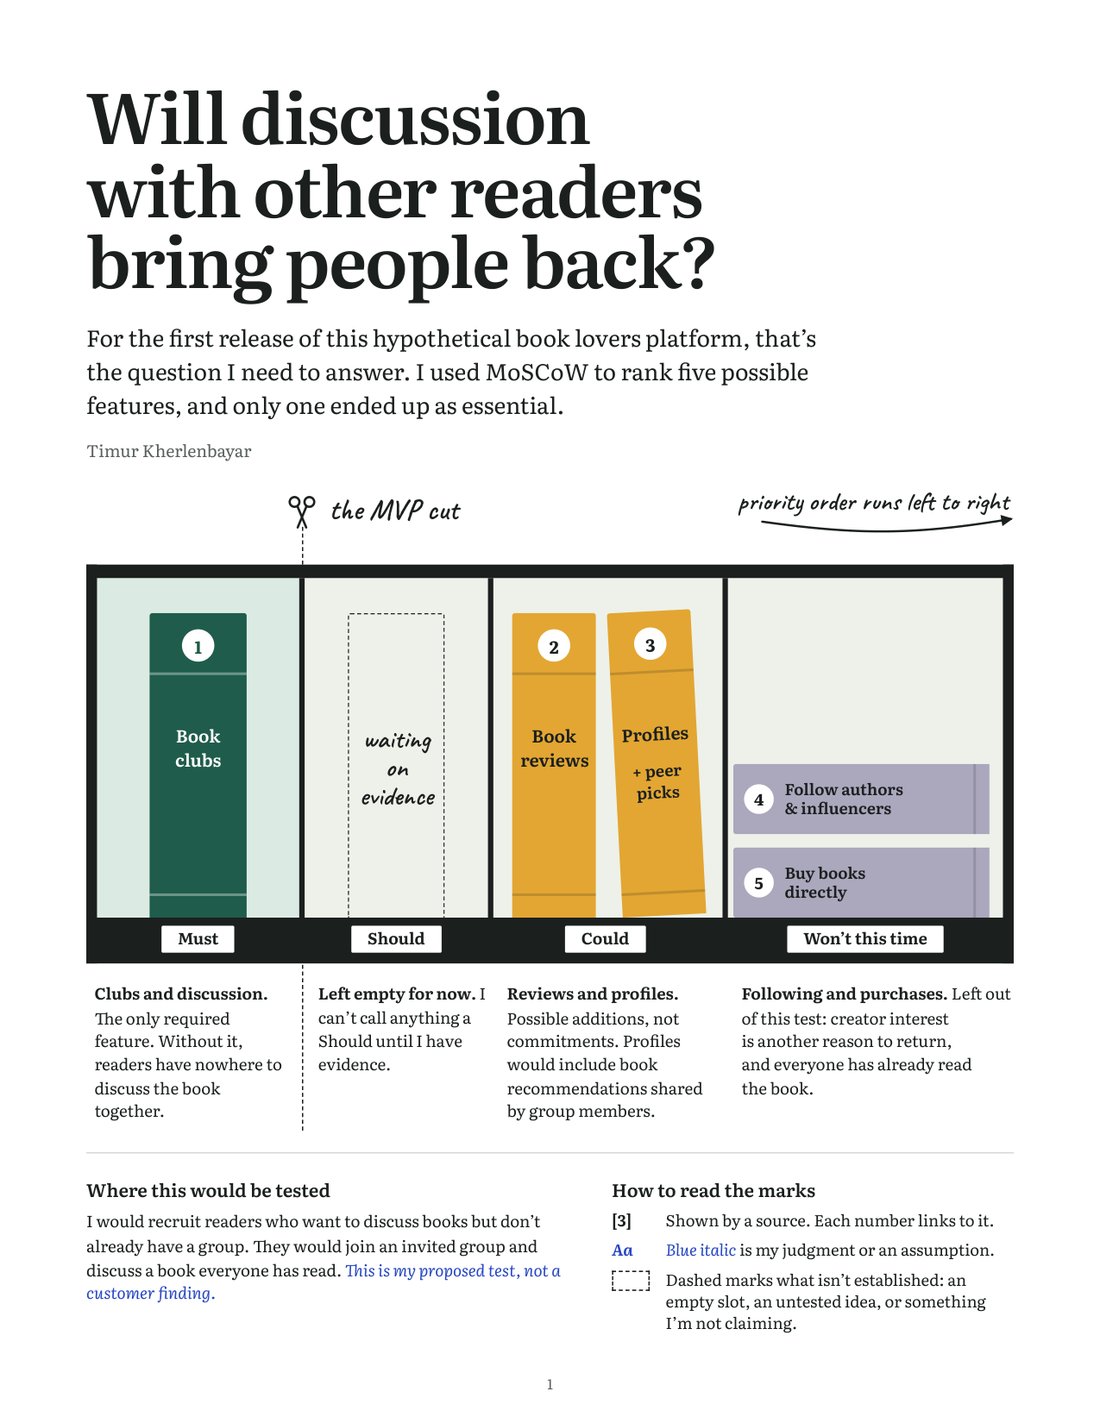 Will discussion
with other readers
bring people back?
For the first release of this hypothetical book lovers platform, that’s
the question I need to answer. I used MoSCoW to rank five possible
features, and only one ended up as essential.
Timur Kherlenbayar
the MVP cut
priority order runs left to right
1
Book
clubs
waiting
on
evidence
2
Book
reviews
3
Profiles
+ peer
picks
4
Follow authors
& influencers
5
Buy books
directly
Must
Should
Could
Won’t this time
Clubs and discussion.
The only required
feature. Without it,
readers have nowhere to
discuss the book
together.
Left empty for now. I
can’t call anything a
Should until I have
evidence.
Reviews and profiles.
Possible additions, not
commitments. Profiles
would include book
recommendations shared
by group members.
Following and purchases. Left out
of this test: creator interest
is another reason to return,
and everyone has already read
the book.
Where this would be tested
I would recruit readers who want to discuss books but don’t
already have a group. They would join an invited group and
discuss a book everyone has read. This is my proposed test, not a
customer finding.
How to read the marks
[3] Shown by a source. Each number links to it.
Aa Blue italic is my judgment or an assumption.
Dashed marks what isn’t established: an
empty slot, an untested idea, or something
I’m not claiming.
1